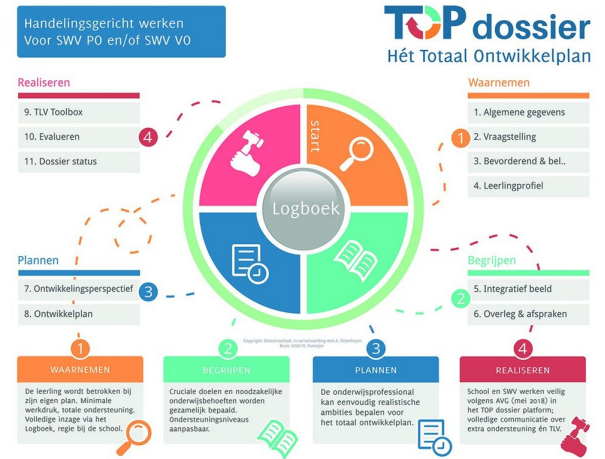 Handelingsgericht werken
Voor SWV PO en/of SWV VO
TOP dossier
Hét Totaal Ontwikkelplan
Realiseren
9. TLV Toolbox
10. Evalueren
11. Dossier status
4
Waarnemen
1. Algemene gegevens
2. Vraagstelling
3. Bevorderend & bel..
4. Leerlingprofiel
1
start
Logboek
Plannen
7. Ontwikkelingsperspectief
8. Ontwikkelplan
3
Begrijpen
5. Integratief beeld
6. Overleg & afspraken
2
1
WAARNEMEN
De leerling wordt betrokken bij
zijn eigen plan. Minimale
werkdruk, totale ondersteuning.
Volledige inzage via het
Logboek, regie bij de school.
2
BEGRIJPEN
Cruciale doelen en noodzakelijke
onderwijsbehoeften worden
gezamelijk bepaald.
Ondersteuningsniveaus
aanpasbaar.
3
PLANNEN
De onderwijsprofessional
kan eenvoudig realistische
ambities bepalen voor
het totaal ontwikkelplan.
4
REALISEREN
School en SWV werken veilig
volgens AVG (mei 2018) in
het TOP dossier platform;
volledige communicatie over
extra ondersteuning én TLV.